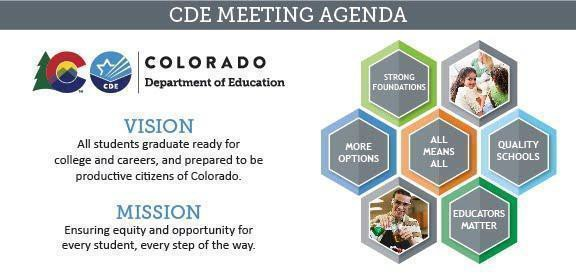 CDE MEETING AGENDA
CDE
COLORADO
Department of Education
VISION
All students graduate ready for
college and careers, and prepared to be
productive citizens of Colorado.
MISSION
Ensuring equity and opportunity for
every student, every step of the way.
STRONG
FOUNDATIONS
MORE
OPTIONS
ALL
MEANS
ALL
QUALITY
SCHOOLS
EDUCATORS
MATTER